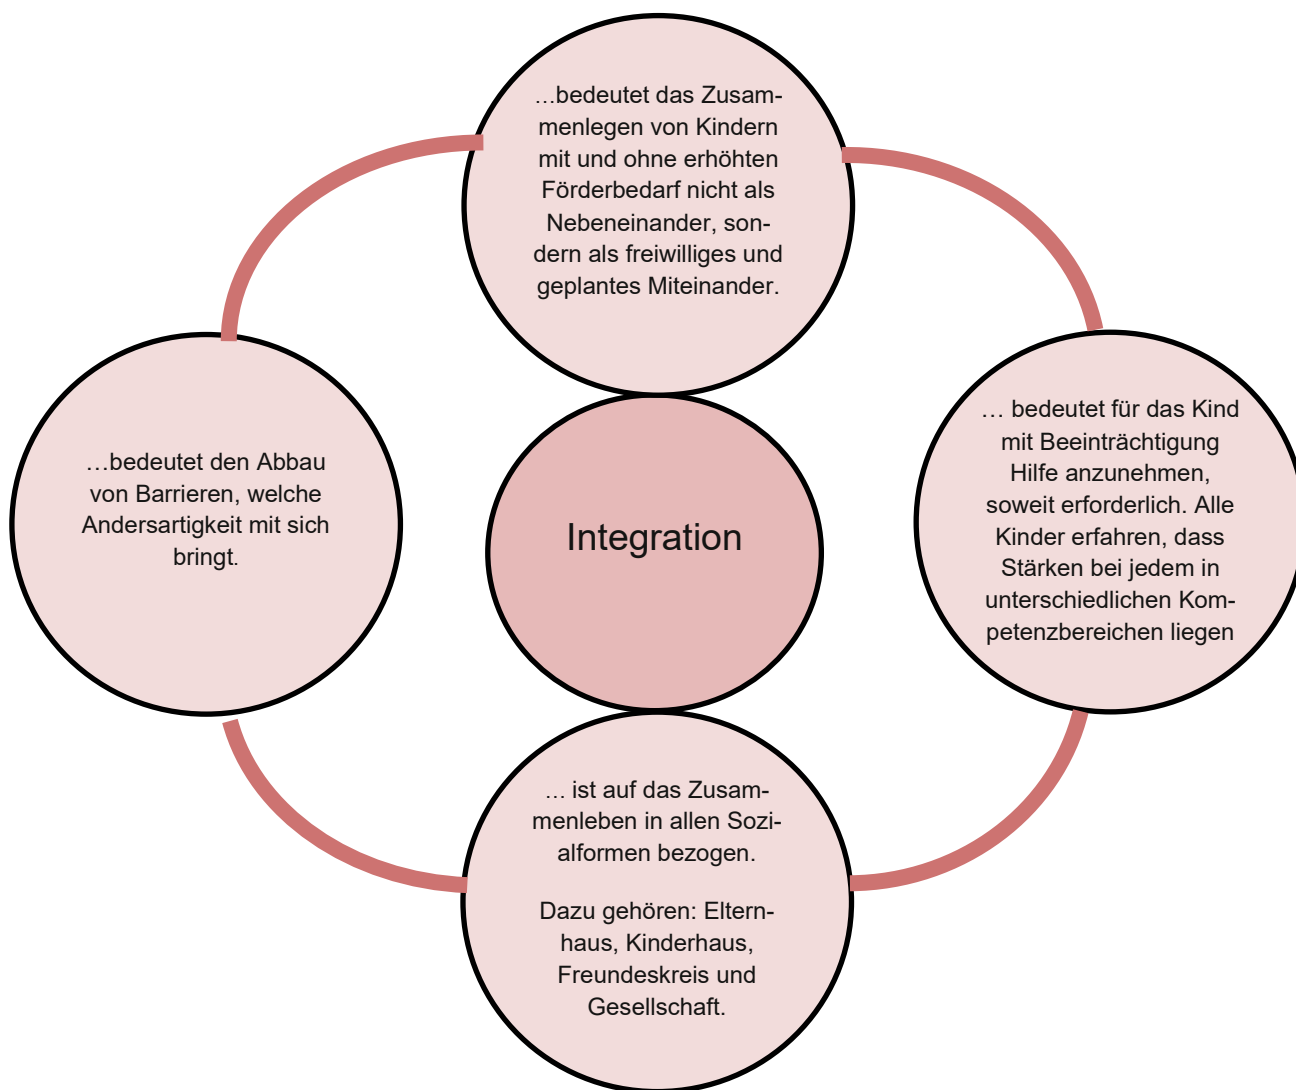 …bedeutet das Zusam-
menlegen von Kindern
mit und ohne erhöhten
Förderbedarf nicht als
Nebeneinander, son-
dern als freiwilliges und
geplantes Miteinander.
…bedeutet den Abbau
von Barrieren, welche
Andersartigkeit mit sich
bringt.
Integration
… bedeutet für das Kind
mit Beeinträchtigung
Hilfe anzunehmen,
soweit erforderlich. Alle
Kinder erfahren, dass
Stärken bei jedem in
unterschiedlichen Kom-
petenzbereichen liegen
… ist auf das Zusam-
menleben in allen Sozi-
alformen bezogen.
Dazu gehören: Eltern-
haus, Kinderhaus,
Freundeskreis und
Gesellschaft.